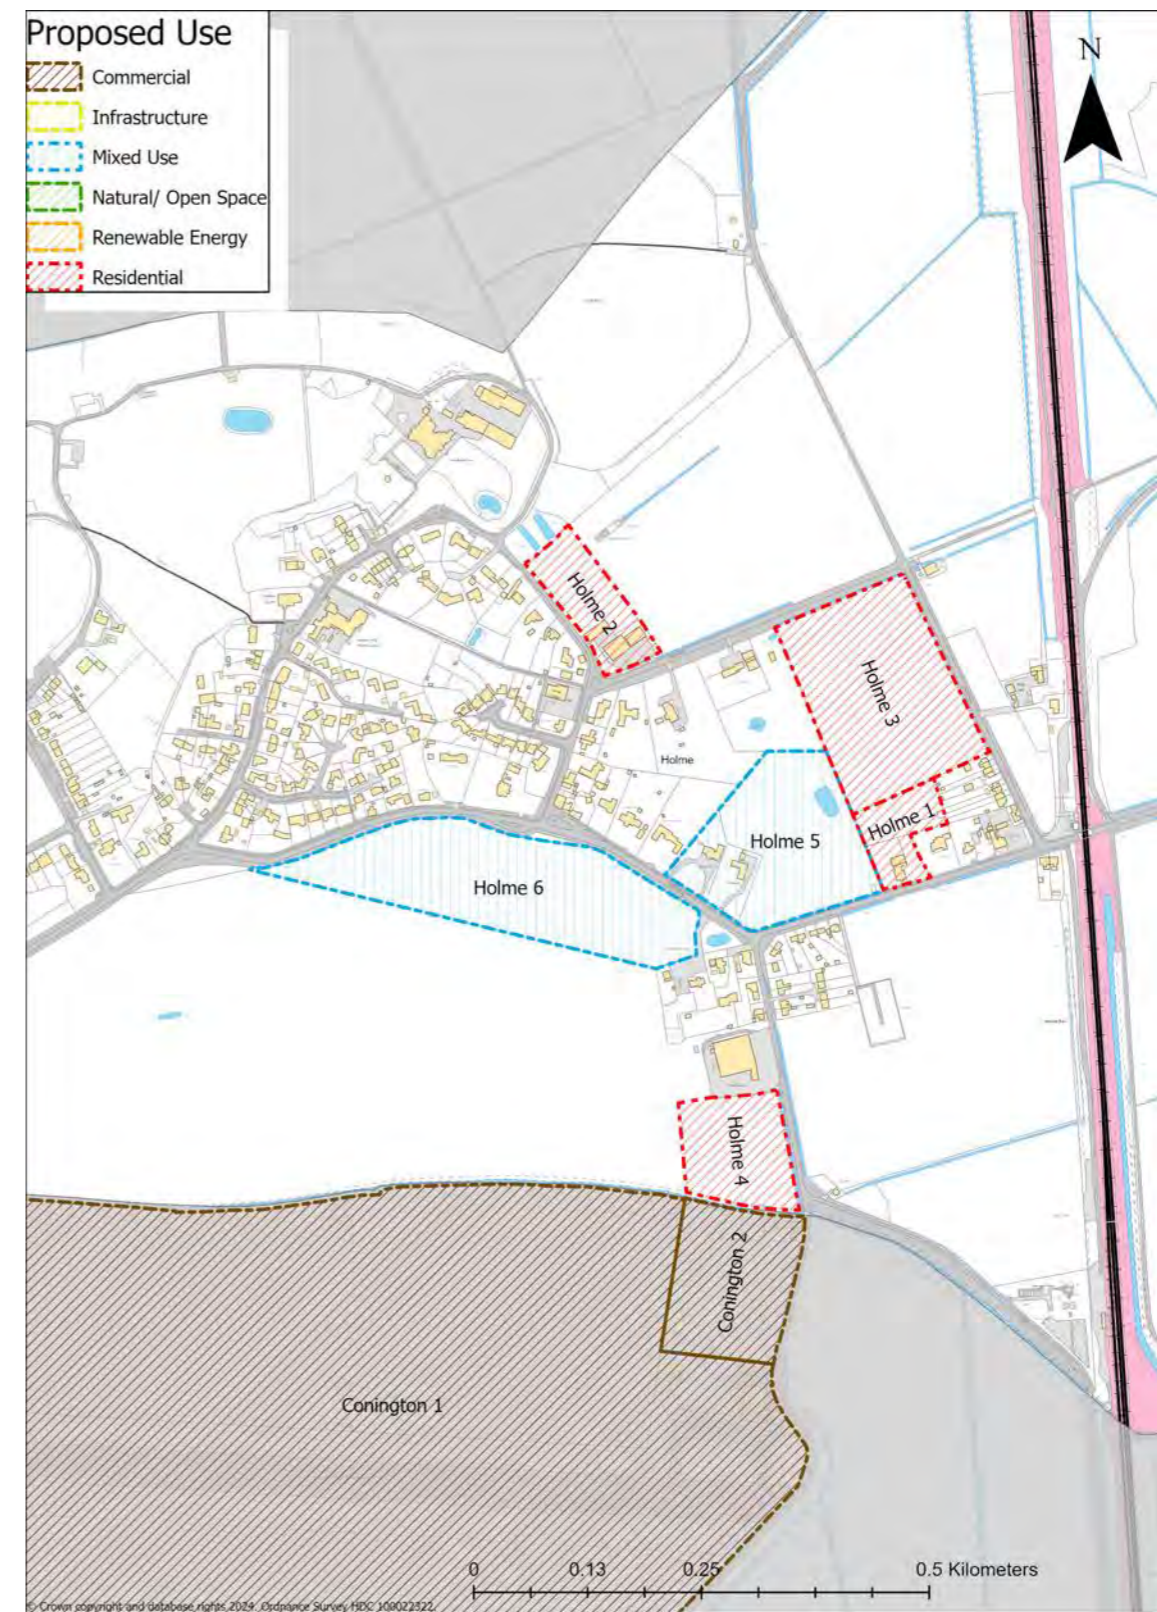 Proposed Use
Commercial
Infrastructure
Mixed Use
Natural/ Open Space
Renewable Energy
Residential
N
Holme 2
Holme 3
Holme
Holme 1
Holme 5
Holme 6
Holme 4
Conington 2
Conington 1
0 0.13 0.25 0.5 Kilometers
© Crown copyright and database rights 2024. Ordnance Survey HDC 100022322.